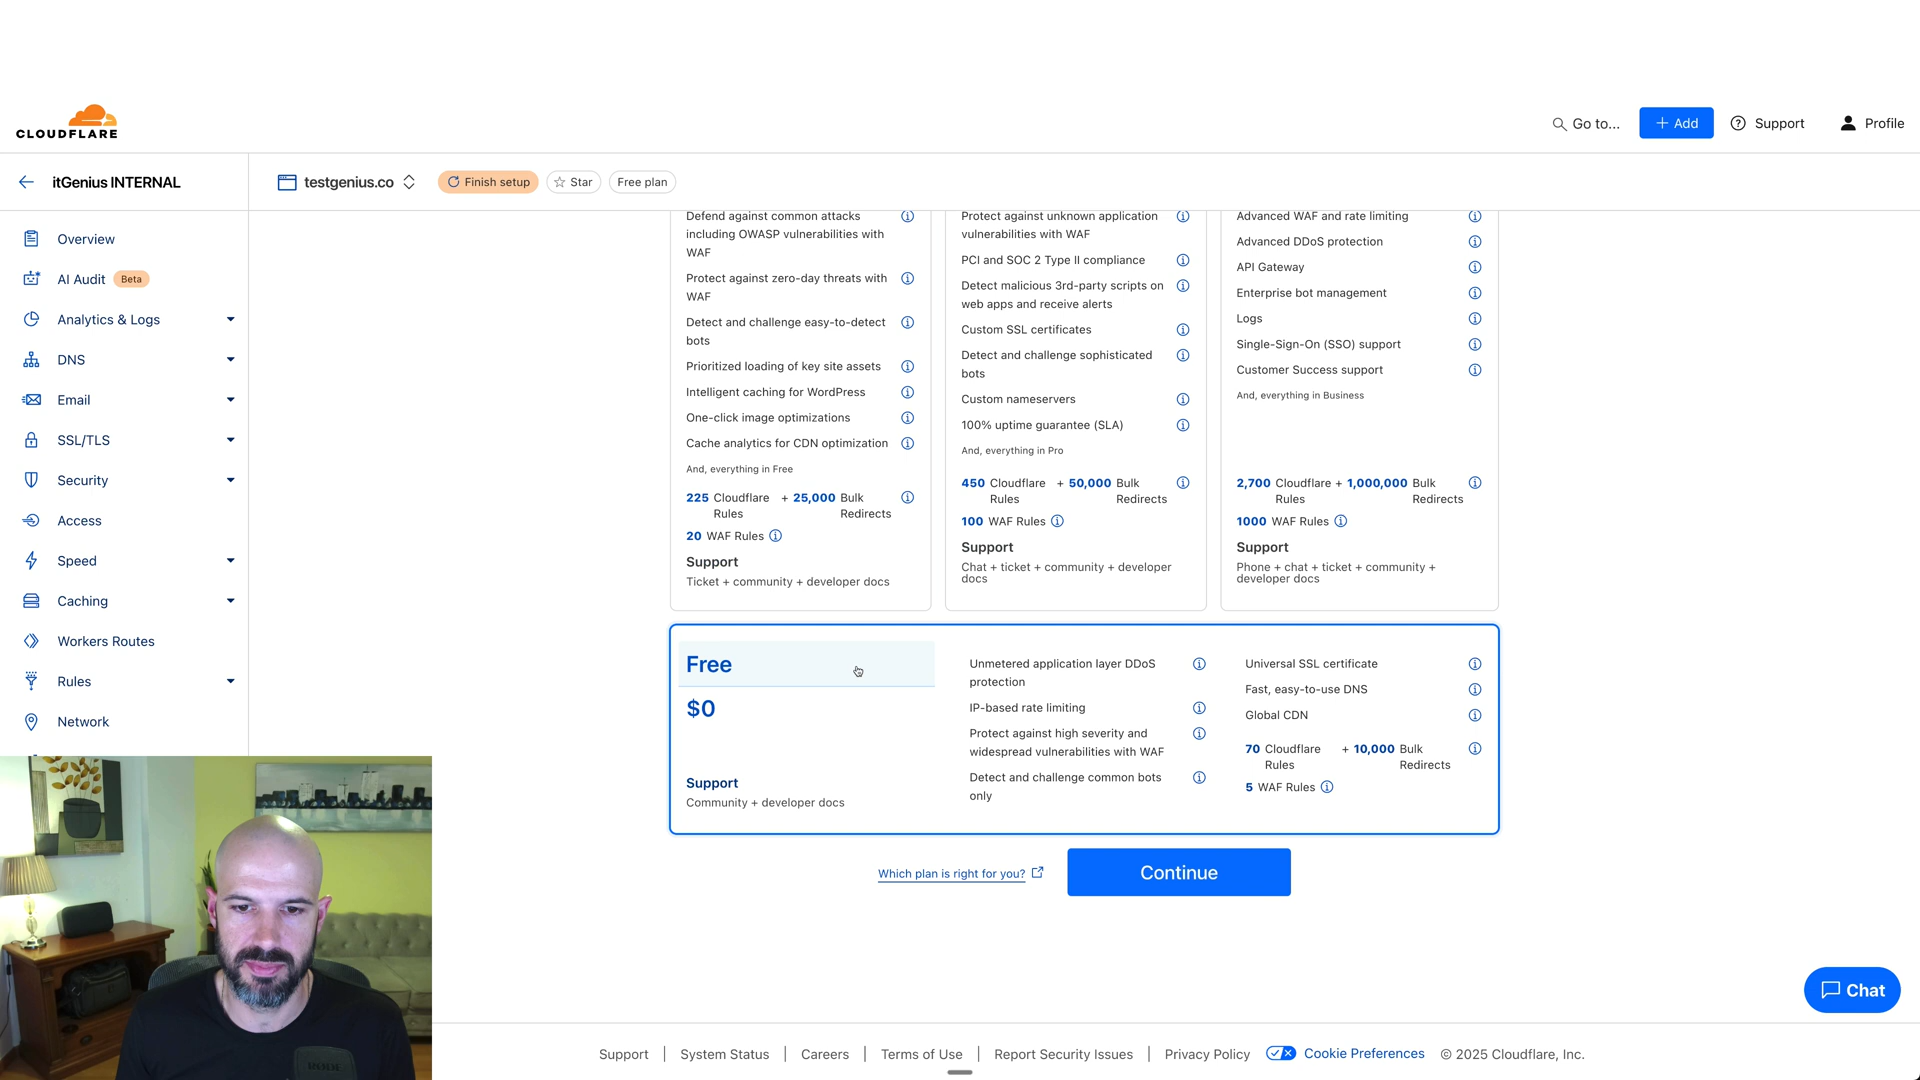 CLOUDFLARE
Go to...
+ Add
Support
Profile
itGenius INTERNAL
testgenius.co
Finish setup
Star
Free plan
Overview
AI Audit Beta
Analytics & Logs
DNS
Email
SSL/TLS
Security
Access
Speed
Caching
Workers Routes
Rules
Network
Defend against common attacks
including OWASP vulnerabilities with
WAF
Protect against zero-day threats with
WAF
Detect and challenge easy-to-detect
bots
Prioritized loading of key site assets
Intelligent caching for WordPress
One-click image optimizations
Cache analytics for CDN optimization
And, everything in Free
225 Cloudflare + 25,000 Bulk
Rules Redirects
20 WAF Rules
Support
Ticket + community + developer docs
Protect against unknown application
vulnerabilities with WAF
PCI and SOC 2 Type II compliance
Detect malicious 3rd-party scripts on
web apps and receive alerts
Custom SSL certificates
Detect and challenge sophisticated
bots
Custom nameservers
100% uptime guarantee (SLA)
And, everything in Pro
450 Cloudflare + 50,000 Bulk
Rules Redirects
100 WAF Rules
Support
Chat + ticket + community + developer
docs
Advanced WAF and rate limiting
Advanced DDoS protection
API Gateway
Enterprise bot management
Logs
Single-Sign-On (SSO) support
Customer Success support
And, everything in Business
2,700 Cloudflare + 1,000,000 Bulk
Rules Redirects
1000 WAF Rules
Support
Phone + chat + ticket + community +
developer docs
Free
$0
Support
Community + developer docs
Unmetered application layer DDoS
protection
IP-based rate limiting
Protect against high severity and
widespread vulnerabilities with WAF
Detect and challenge common bots
only
Universal SSL certificate
Fast, easy-to-use DNS
Global CDN
70 Cloudflare + 10,000 Bulk
Rules Redirects
5 WAF Rules
Which plan is right for you?
Continue
Chat
Support | System Status | Careers | Terms of Use | Report Security Issues | Privacy Policy | Cookie Preferences © 2025 Cloudflare, Inc.
RODE